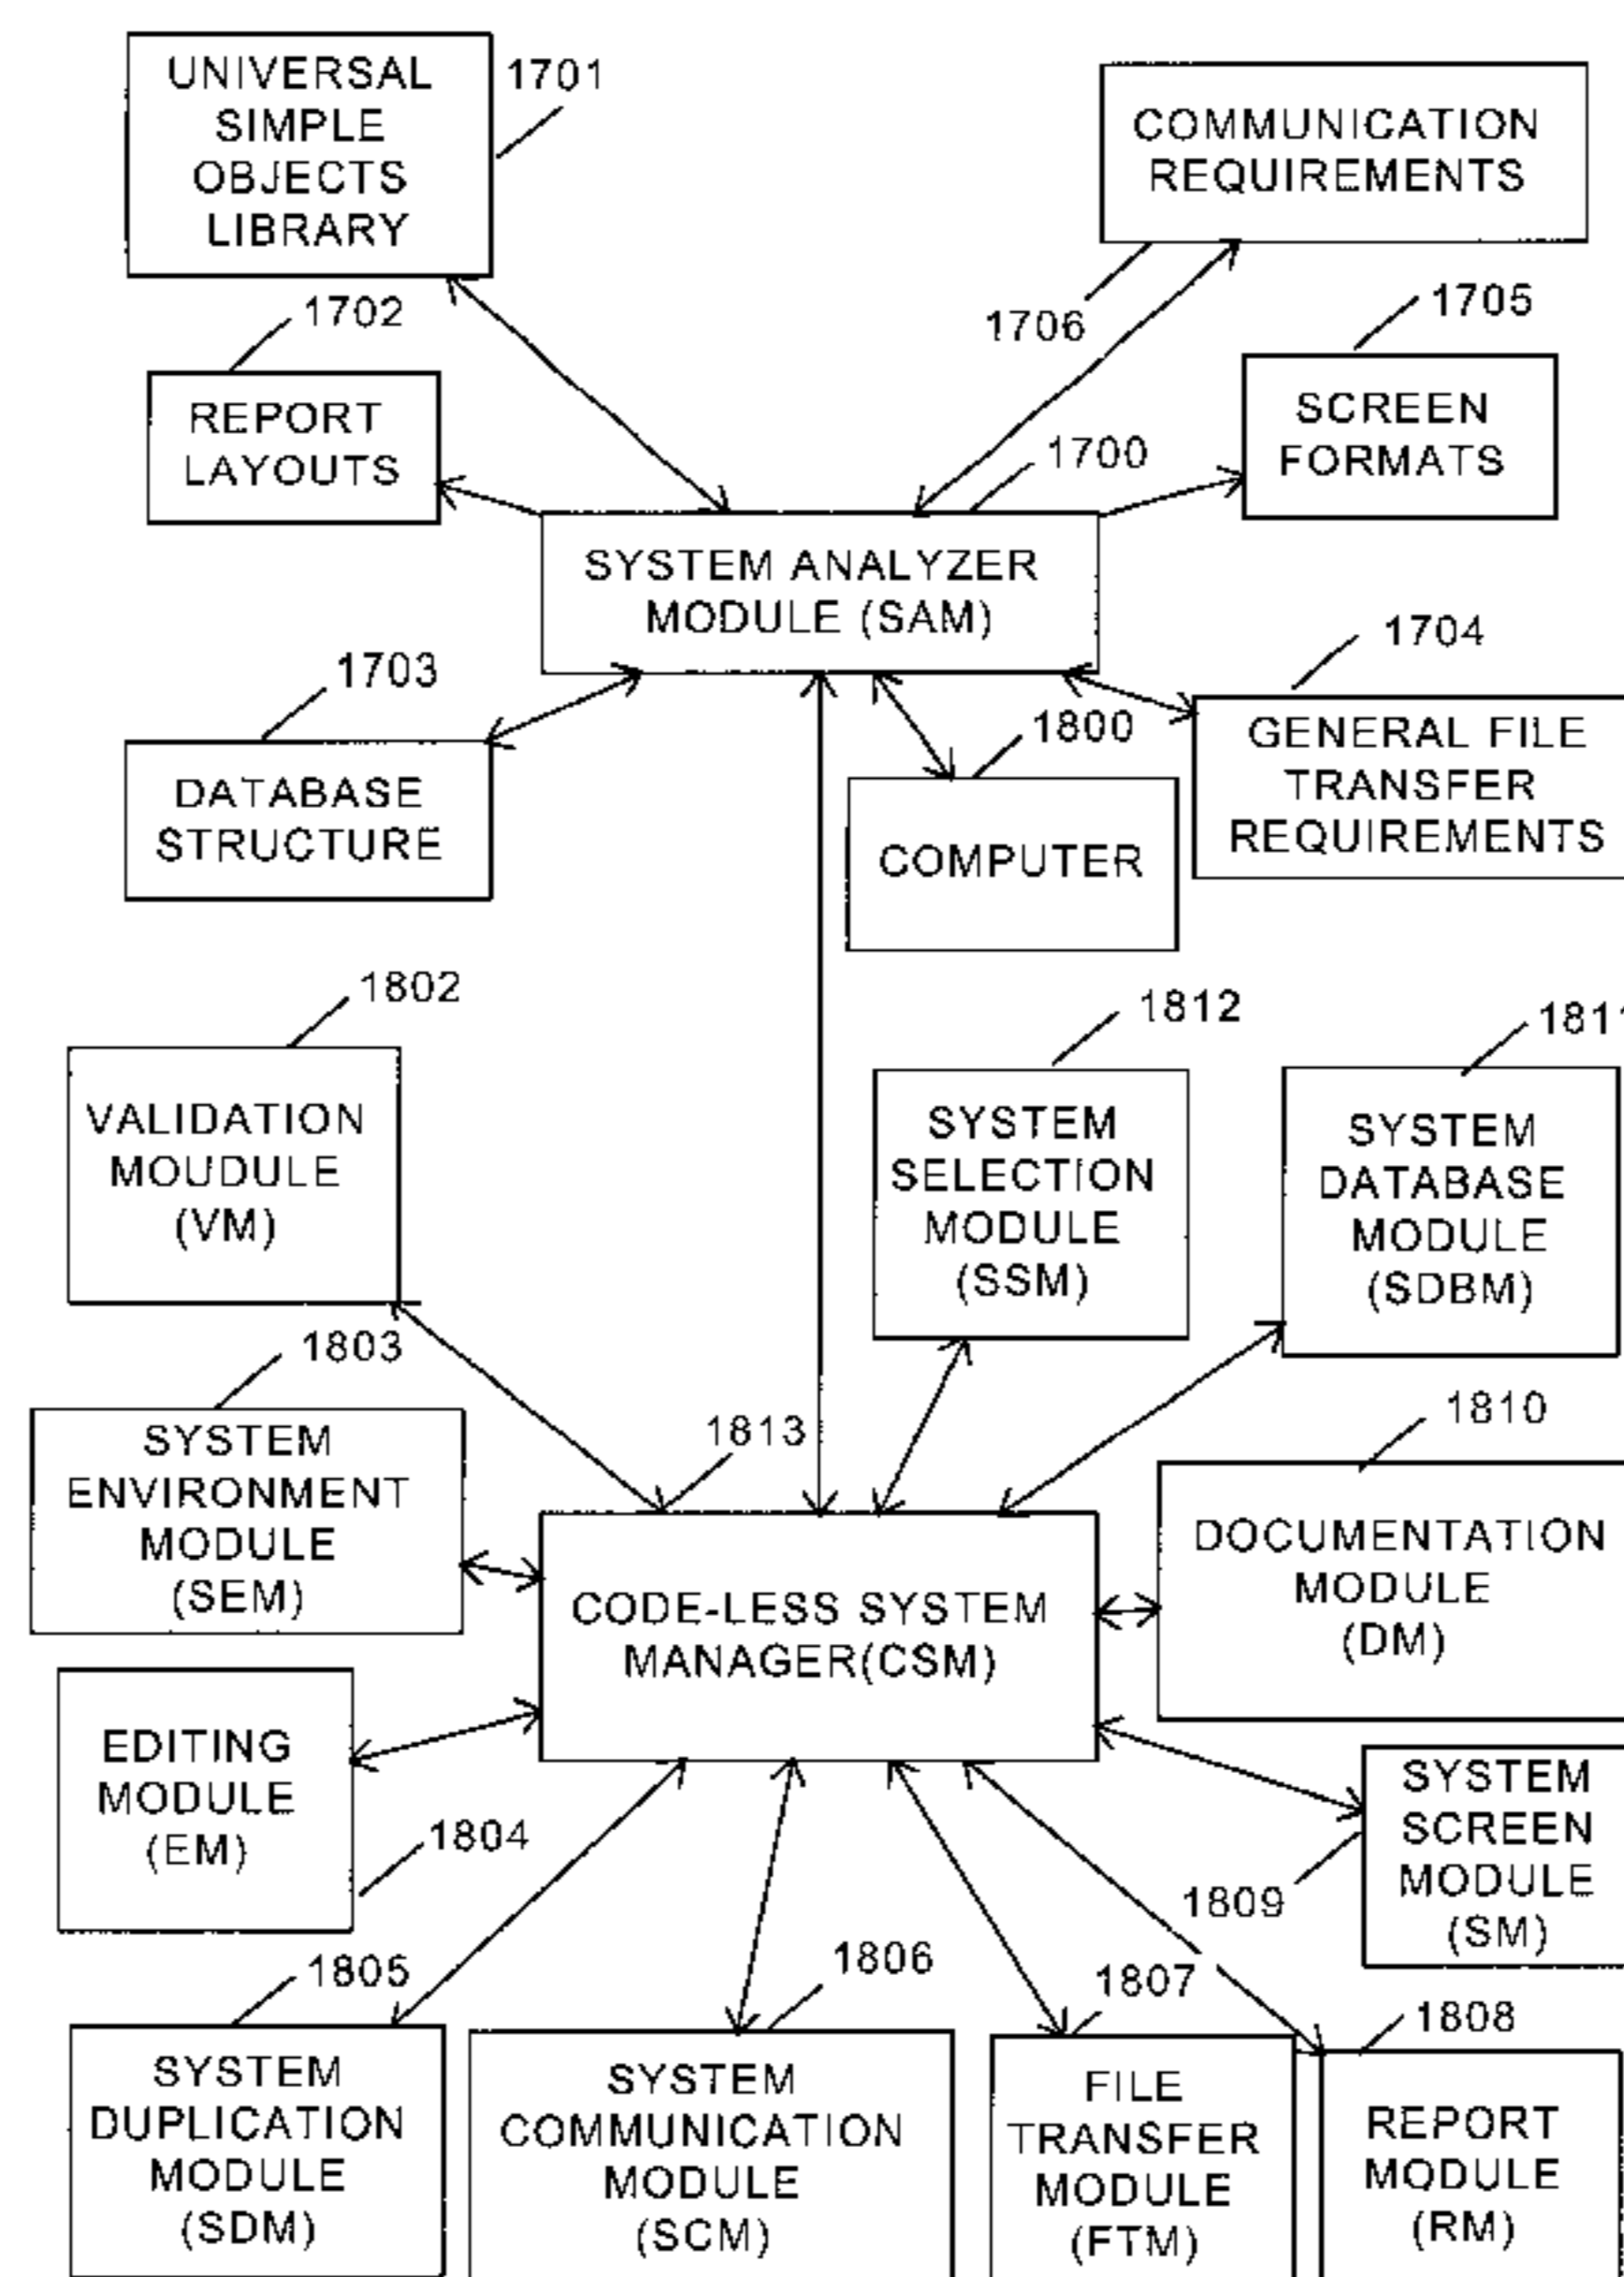 UNIVERSAL
SIMPLE
OBJECTS
LIBRARY
1701
COMMUNICATION
REQUIREMENTS
1706
1702
REPORT
LAYOUTS
1705
SCREEN
FORMATS
1700
SYSTEM ANALYZER
MODULE (SAM)
1703
DATABASE
STRUCTURE
1800
COMPUTER
1704
GENERAL FILE
TRANSFER
REQUIREMENTS
1802
VALIDATION
MOUDULE
(VM)
1812
SYSTEM
SELECTION
MODULE
(SSM)
1811
SYSTEM
DATABASE
MODULE
(SDBM)
1803
SYSTEM
ENVIRONMENT
MODULE
(SEM)
1813
CODE-LESS SYSTEM
MANAGER(CSM)
1810
DOCUMENTATION
MODULE
(DM)
EDITING
MODULE
(EM)
1804
1809
SYSTEM
SCREEN
MODULE
(SM)
1805
SYSTEM
DUPLICATION
MODULE
(SDM)
1806
SYSTEM
COMMUNICATION
MODULE
(SCM)
1807
FILE
TRANSFER
MODULE
(FTM)
1808
REPORT
MODULE
(RM)